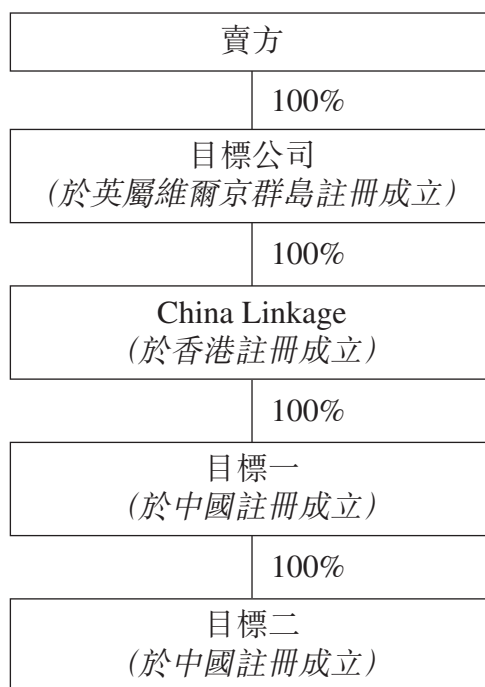 賣方
100%
目標公司
(於英屬維爾京群島註冊成立)
100%
China Linkage
(於香港註冊成立)
100%
目標一
(於中國註冊成立)
100%
目標二
(於中國註冊成立)